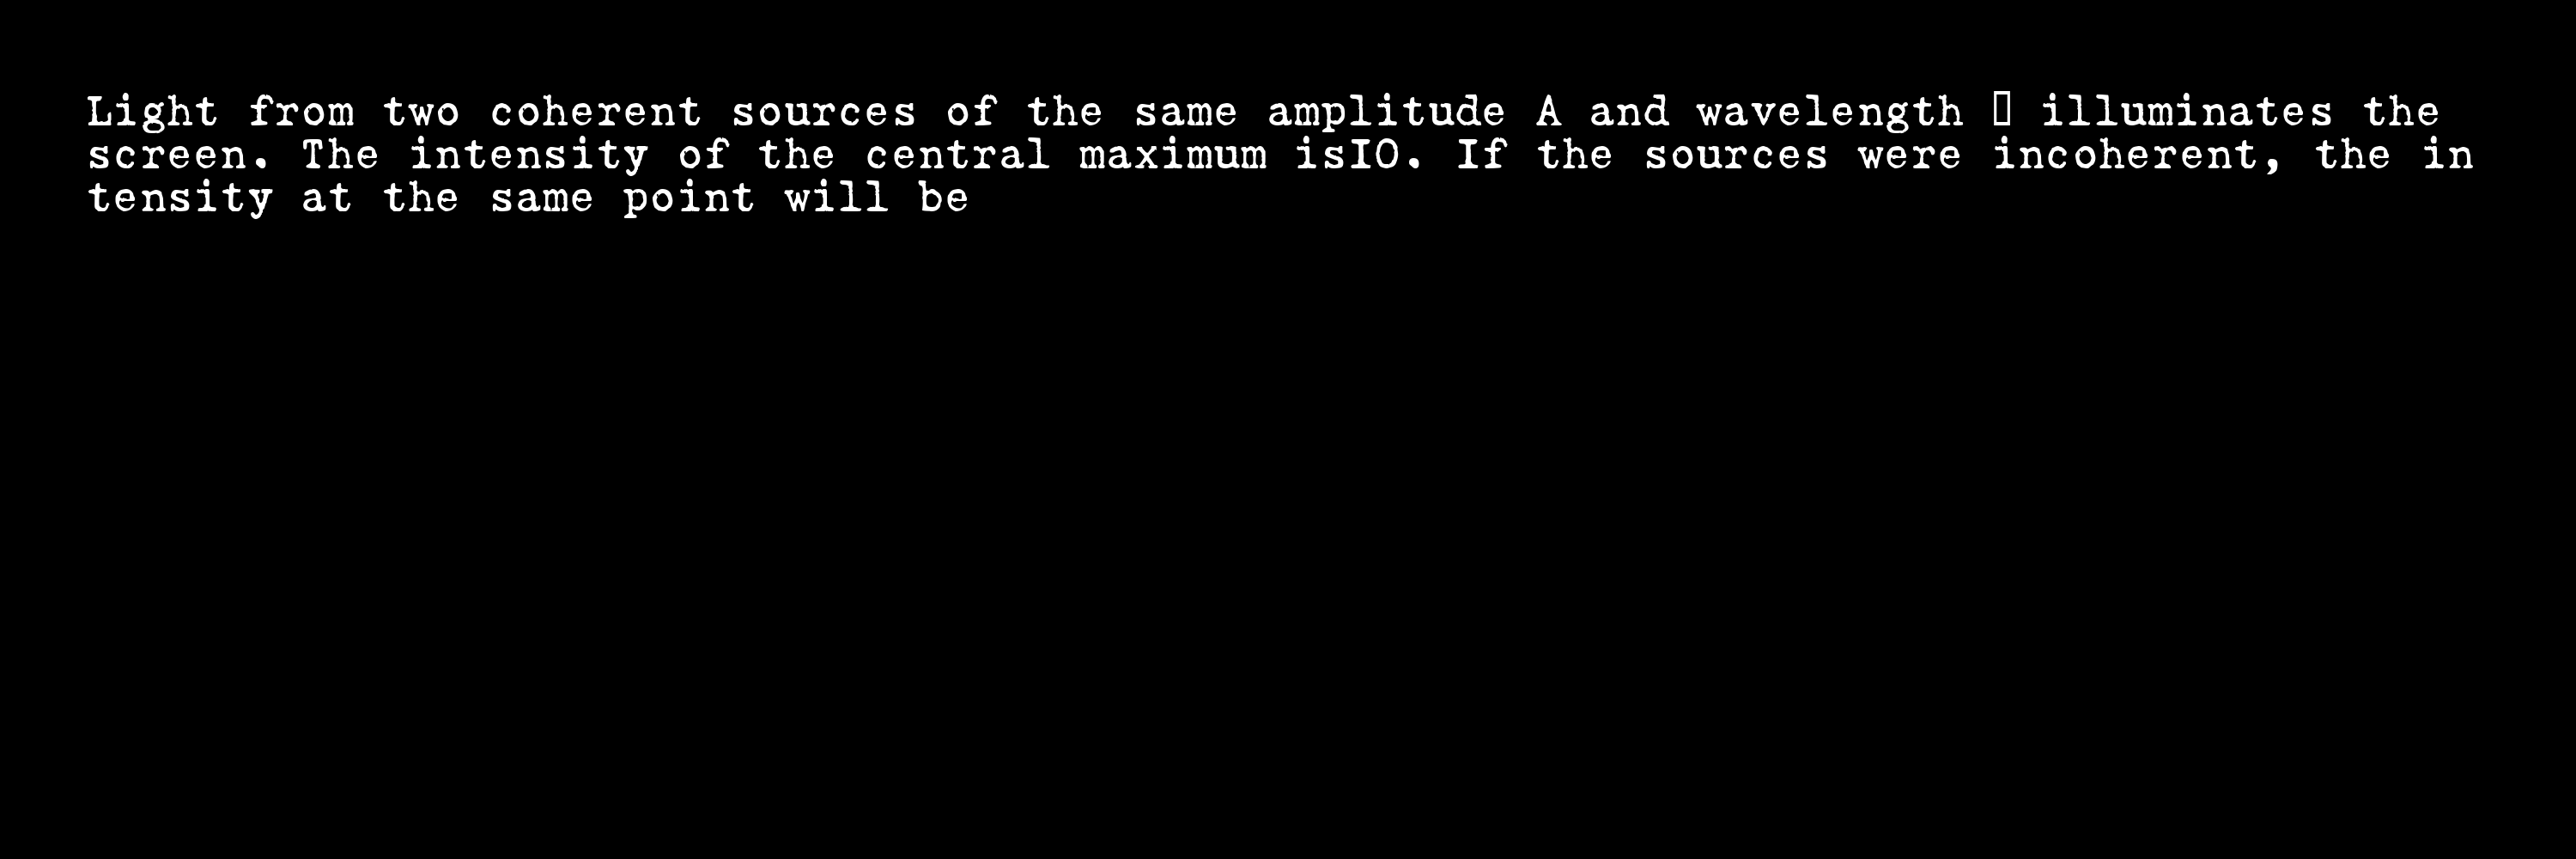 Light from two coherent sources of the same amplitude A and wavelength □ illuminates the
screen. The intensity of the central maximum isI0. If the sources were incoherent, the in
tensity at the same point will be